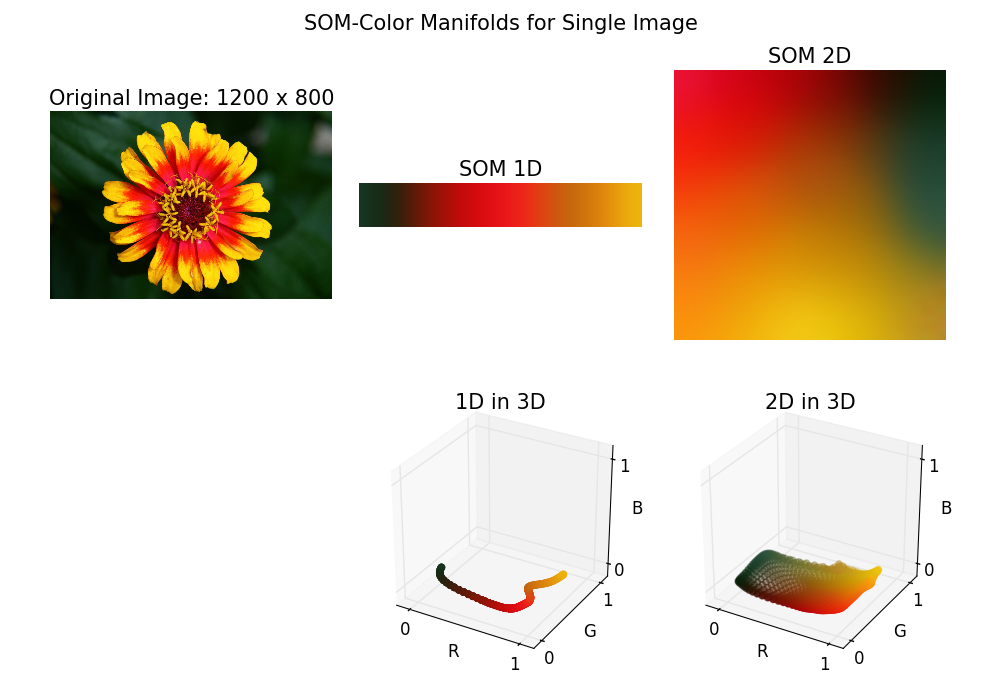 SOM-Color Manifolds for Single Image
Original Image: 1200 x 800
SOM 1D
SOM 2D
1D in 3D
1
B
0
1
G
0
R
0
1
2D in 3D
1
B
0
1
G
0
R
0
1